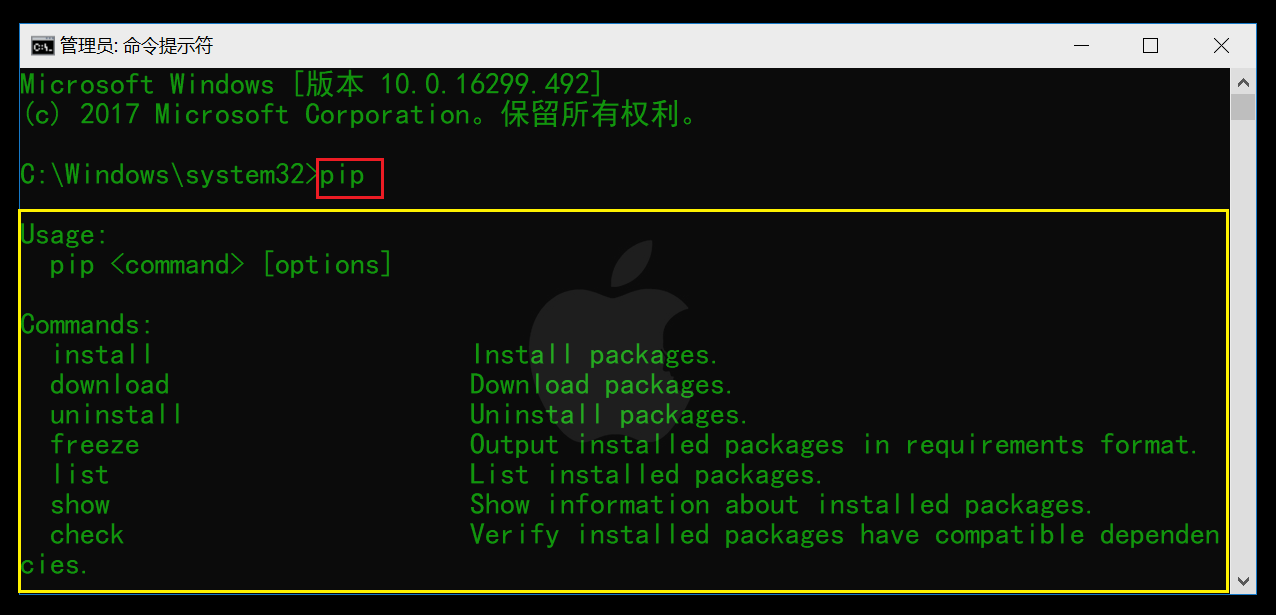 管理员: 命令提示符
Microsoft Windows [版本 10.0.16299.492]
(c) 2017 Microsoft Corporation。保留所有权利。
C:\Windows\system32>pip
Usage:
  pip <command> [options]
Commands:
  install                     Install packages.
  download                    Download packages.
  uninstall                   Uninstall packages.
  freeze                      Output installed packages in requirements format.
  list                        List installed packages.
  show                        Show information about installed packages.
  check                       Verify installed packages have compatible dependen
cies.